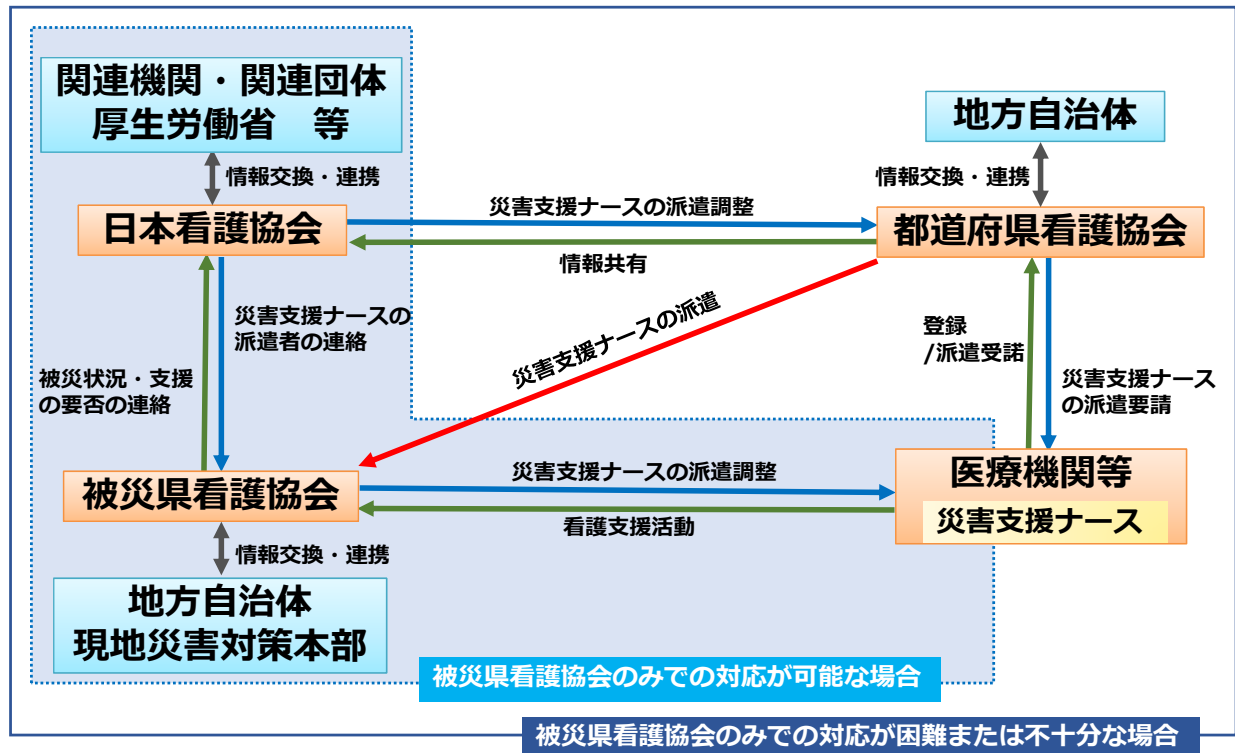 関連機関・関連団体
厚生労働省　等
地方自治体
情報交換・連携
情報交換・連携
日本看護協会
災害支援ナースの派遣調整
都道府県看護協会
情報共有
災害支援ナースの
派遣者の連絡
災害支援ナースの派遣
登録
/派遣受諾
被災状況・支援
の要否の連絡
災害支援ナース
の派遣要請
被災県看護協会
災害支援ナースの派遣調整
医療機関等
災害支援ナース
看護支援活動
情報交換・連携
地方自治体
現地災害対策本部
被災県看護協会のみでの対応が可能な場合
被災県看護協会のみでの対応が困難または不十分な場合